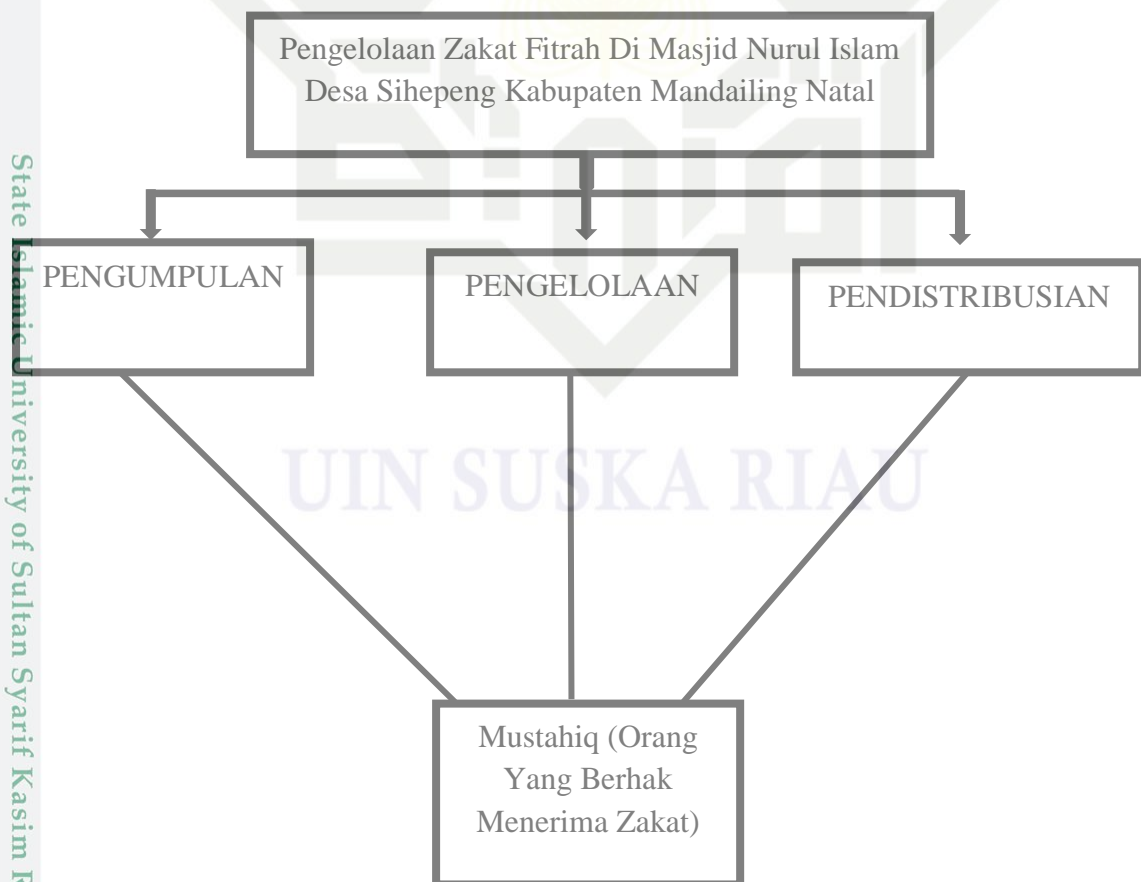 Pengelolaan Zakat Fitrah Di Masjid Nurul Islam
Desa Sihepeng Kabupaten Mandailing Natal
PENGUMPULAN
PENGELOLAAN
PENDISTRIBUSIAN
UIN SUSKA RIAU
Mustahiq (Orang
Yang Berhak
Menerima Zakat)
State Islamic University of Sultan Syarif Kasim